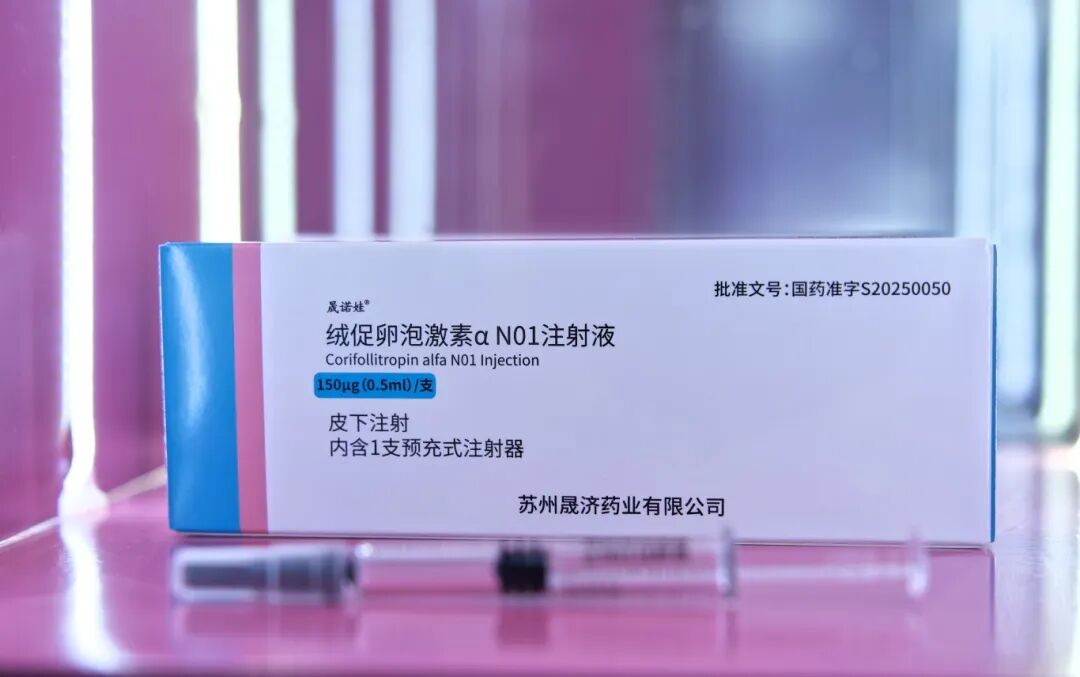 批准文号：国药准字S20250050
晟诺娃®
绒促卵泡激素α N01注射液
Corifollitropin alfa N01 Injection
150μg（0.5ml）/支
皮下注射
内含1支预充式注射器
苏州晟济药业有限公司